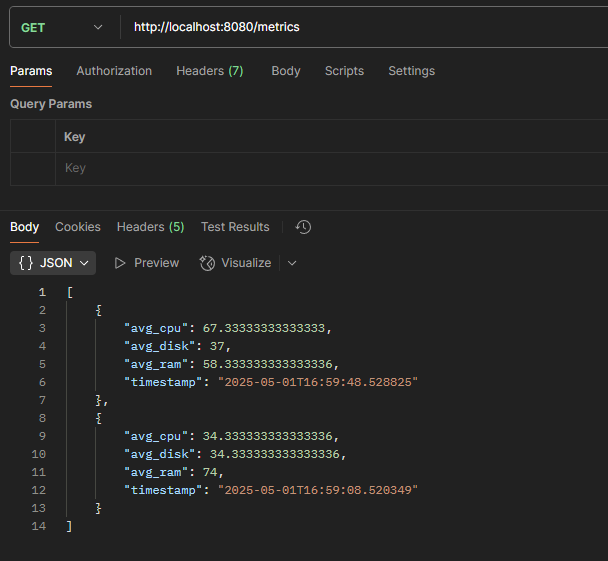 GET http://localhost:8080/metrics
Params Authorization Headers (7) Body Scripts Settings
Query Params
Key
Key
Body Cookies Headers (5) Test Results
{} JSON Preview Visualize
1 [
2 {
3 "avg_cpu": 67.33333333333333,
4 "avg_disk": 37,
5 "avg_ram": 58.333333333333336,
6 "timestamp": "2025-05-01T16:59:48.528825"
7 },
8 {
9 "avg_cpu": 34.333333333333336,
10 "avg_disk": 34.333333333333336,
11 "avg_ram": 74,
12 "timestamp": "2025-05-01T16:59:08.520349"
13 }
14 ]